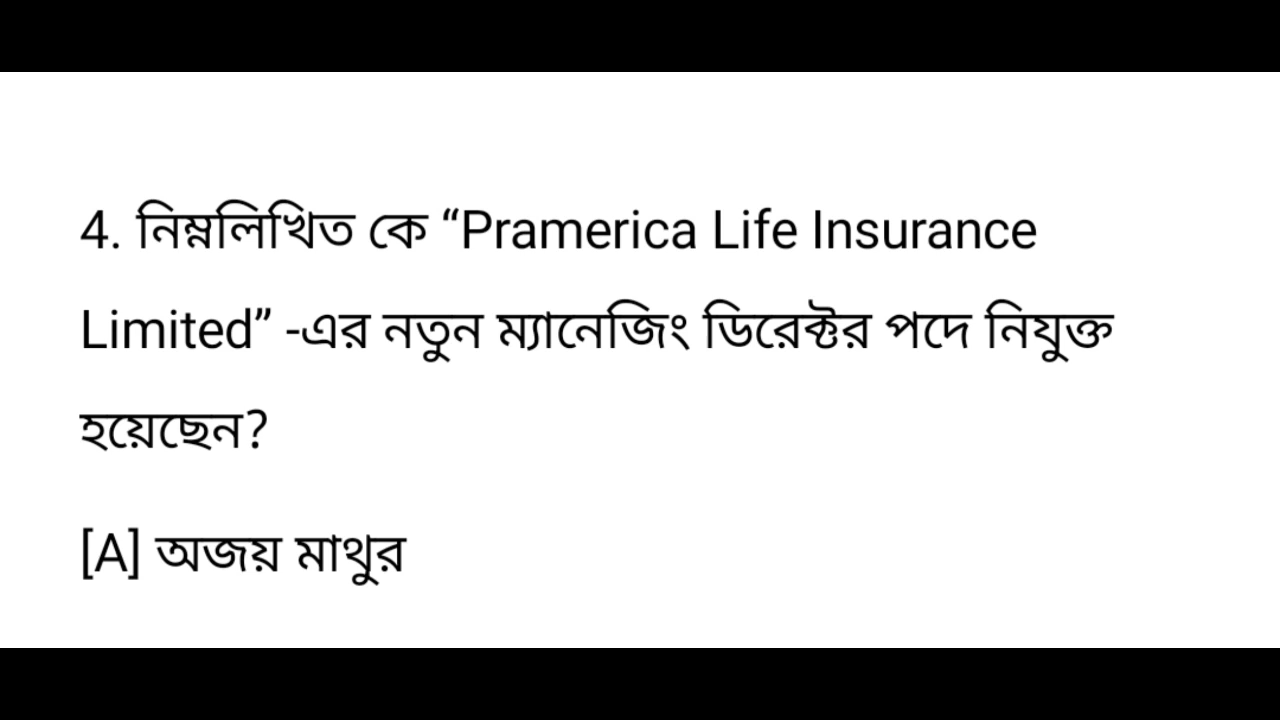 4. নিম্নলিখিত কে “Pramerica Life Insurance
Limited” -এর নতুন ম্যানেজিং ডিরেক্টর পদে নিযুক্ত
হয়েছেন?
[A] অজয় মাথুর